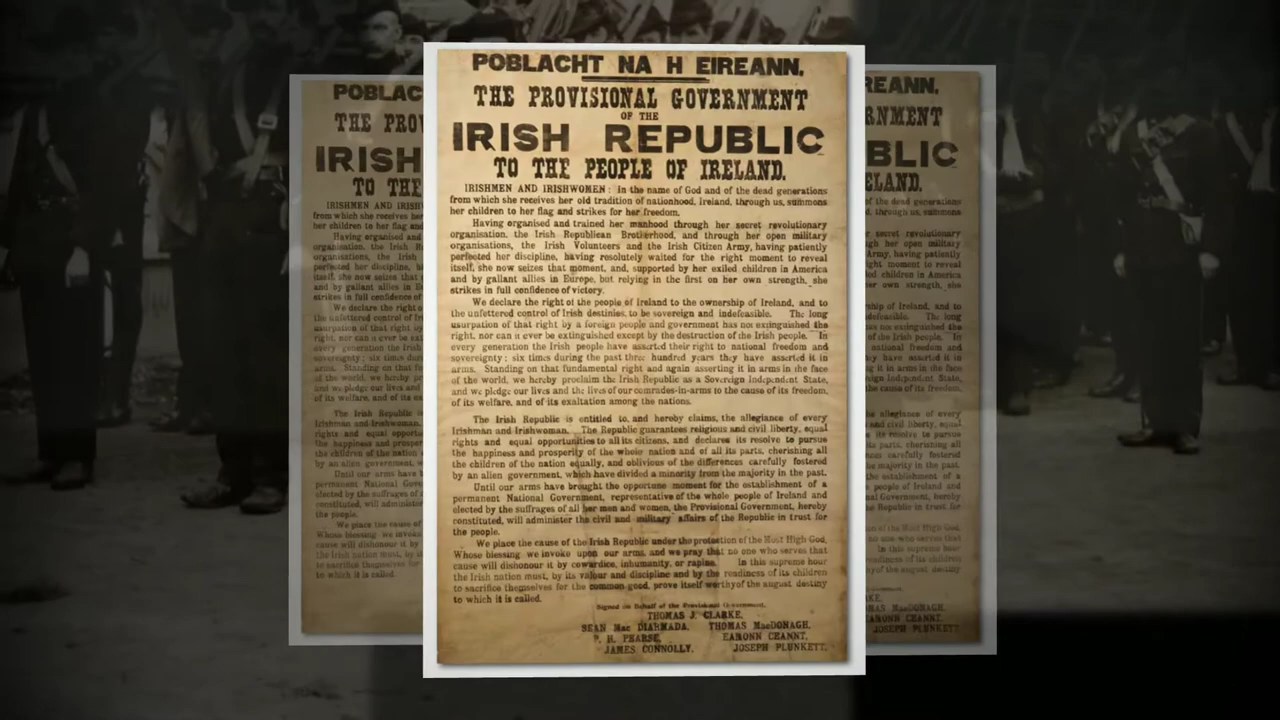 POBLACHT NA H EIREANN.
THE PROVISIONAL GOVERNMENT
OF THE
IRISH REPUBLIC
TO THE PEOPLE OF IRELAND.
IRISHMEN AND IRISHWOMEN : In the name of God and of the dead generations
from which she receives her old tradition of nationhood, Ireland, through us, summons
her children to her flag and strikes for her freedom.
Having organised and trained her manhood through her secret revolutionary
organisation, the Irish Republican Brotherhood, and through her open military
organisations, the Irish Volunteers and the Irish Citizen Army, having patiently
perfected her discipline, having resolutely waited for the right moment to reveal
itself, she now seizes that moment, and, supported by her exiled children in America
and by gallant allies in Europe, but relying in the first on her own strength, she
strikes in full confidence of victory.
We declare the right of the people of Ireland to the ownership of Ireland, and to
the unfettered control of Irish destinies, to be sovereign and indefeasible. The long
usurpation of that right by a foreign people and government has not extinguished the
right, nor can it ever be extinguished except by the destruction of the Irish people. In
every generation the Irish people have asserted their right to national freedom and
sovereignty : six times during the past three hundred years they have asserted it in
arms. Standing on that fundamental right and again asserting it in arms in the face
of the world, we hereby proclaim the Irish Republic as a Sovereign Independent State,
and we pledge our lives and the lives of our comrades-in-arms to the cause of its freedom,
of its welfare, and of its exaltation among the nations.
The Irish Republic is entitled to, and hereby claims, the allegiance of every
Irishman and Irishwoman. The Republic guarantees religious and civil liberty, equal
rights and equal opportunities to all its citizens, and declares its resolve to pursue
the happiness and prosperity of the whole nation and of all its parts, cherishing all
the children of the nation equally, and oblivious of the differences carefully fostered
by an alien government, which have divided a minority from the majority in the past.
Until our arms have brought the opportune moment for the establishment of a
permanent National Government, representative of the whole people of Ireland and
elected by the suffrages of all her men and women, the Provisional Government, hereby
constituted, will administer the civil and military affairs of the Republic in trust for
the people.
We place the cause of the Irish Republic under the protection of the Most High God,
Whose blessing we invoke upon our arms, and we pray that no one who serves that
cause will dishonour it by cowardice, inhumanity, or rapine. In this supreme hour
the Irish nation must, by its valour and discipline and by the readiness of its children
to sacrifice themselves for the common good, prove itself worthy of the august destiny
to which it is called.
Signed on Behalf of the Provisional Government,
THOMAS J. CLARKE,
SEAN Mac DIARMADA, THOMAS MacDONAGH,
P. H. PEARSE, EAMONN CEANNT,
JAMES CONNOLLY. JOSEPH PLUNKETT.